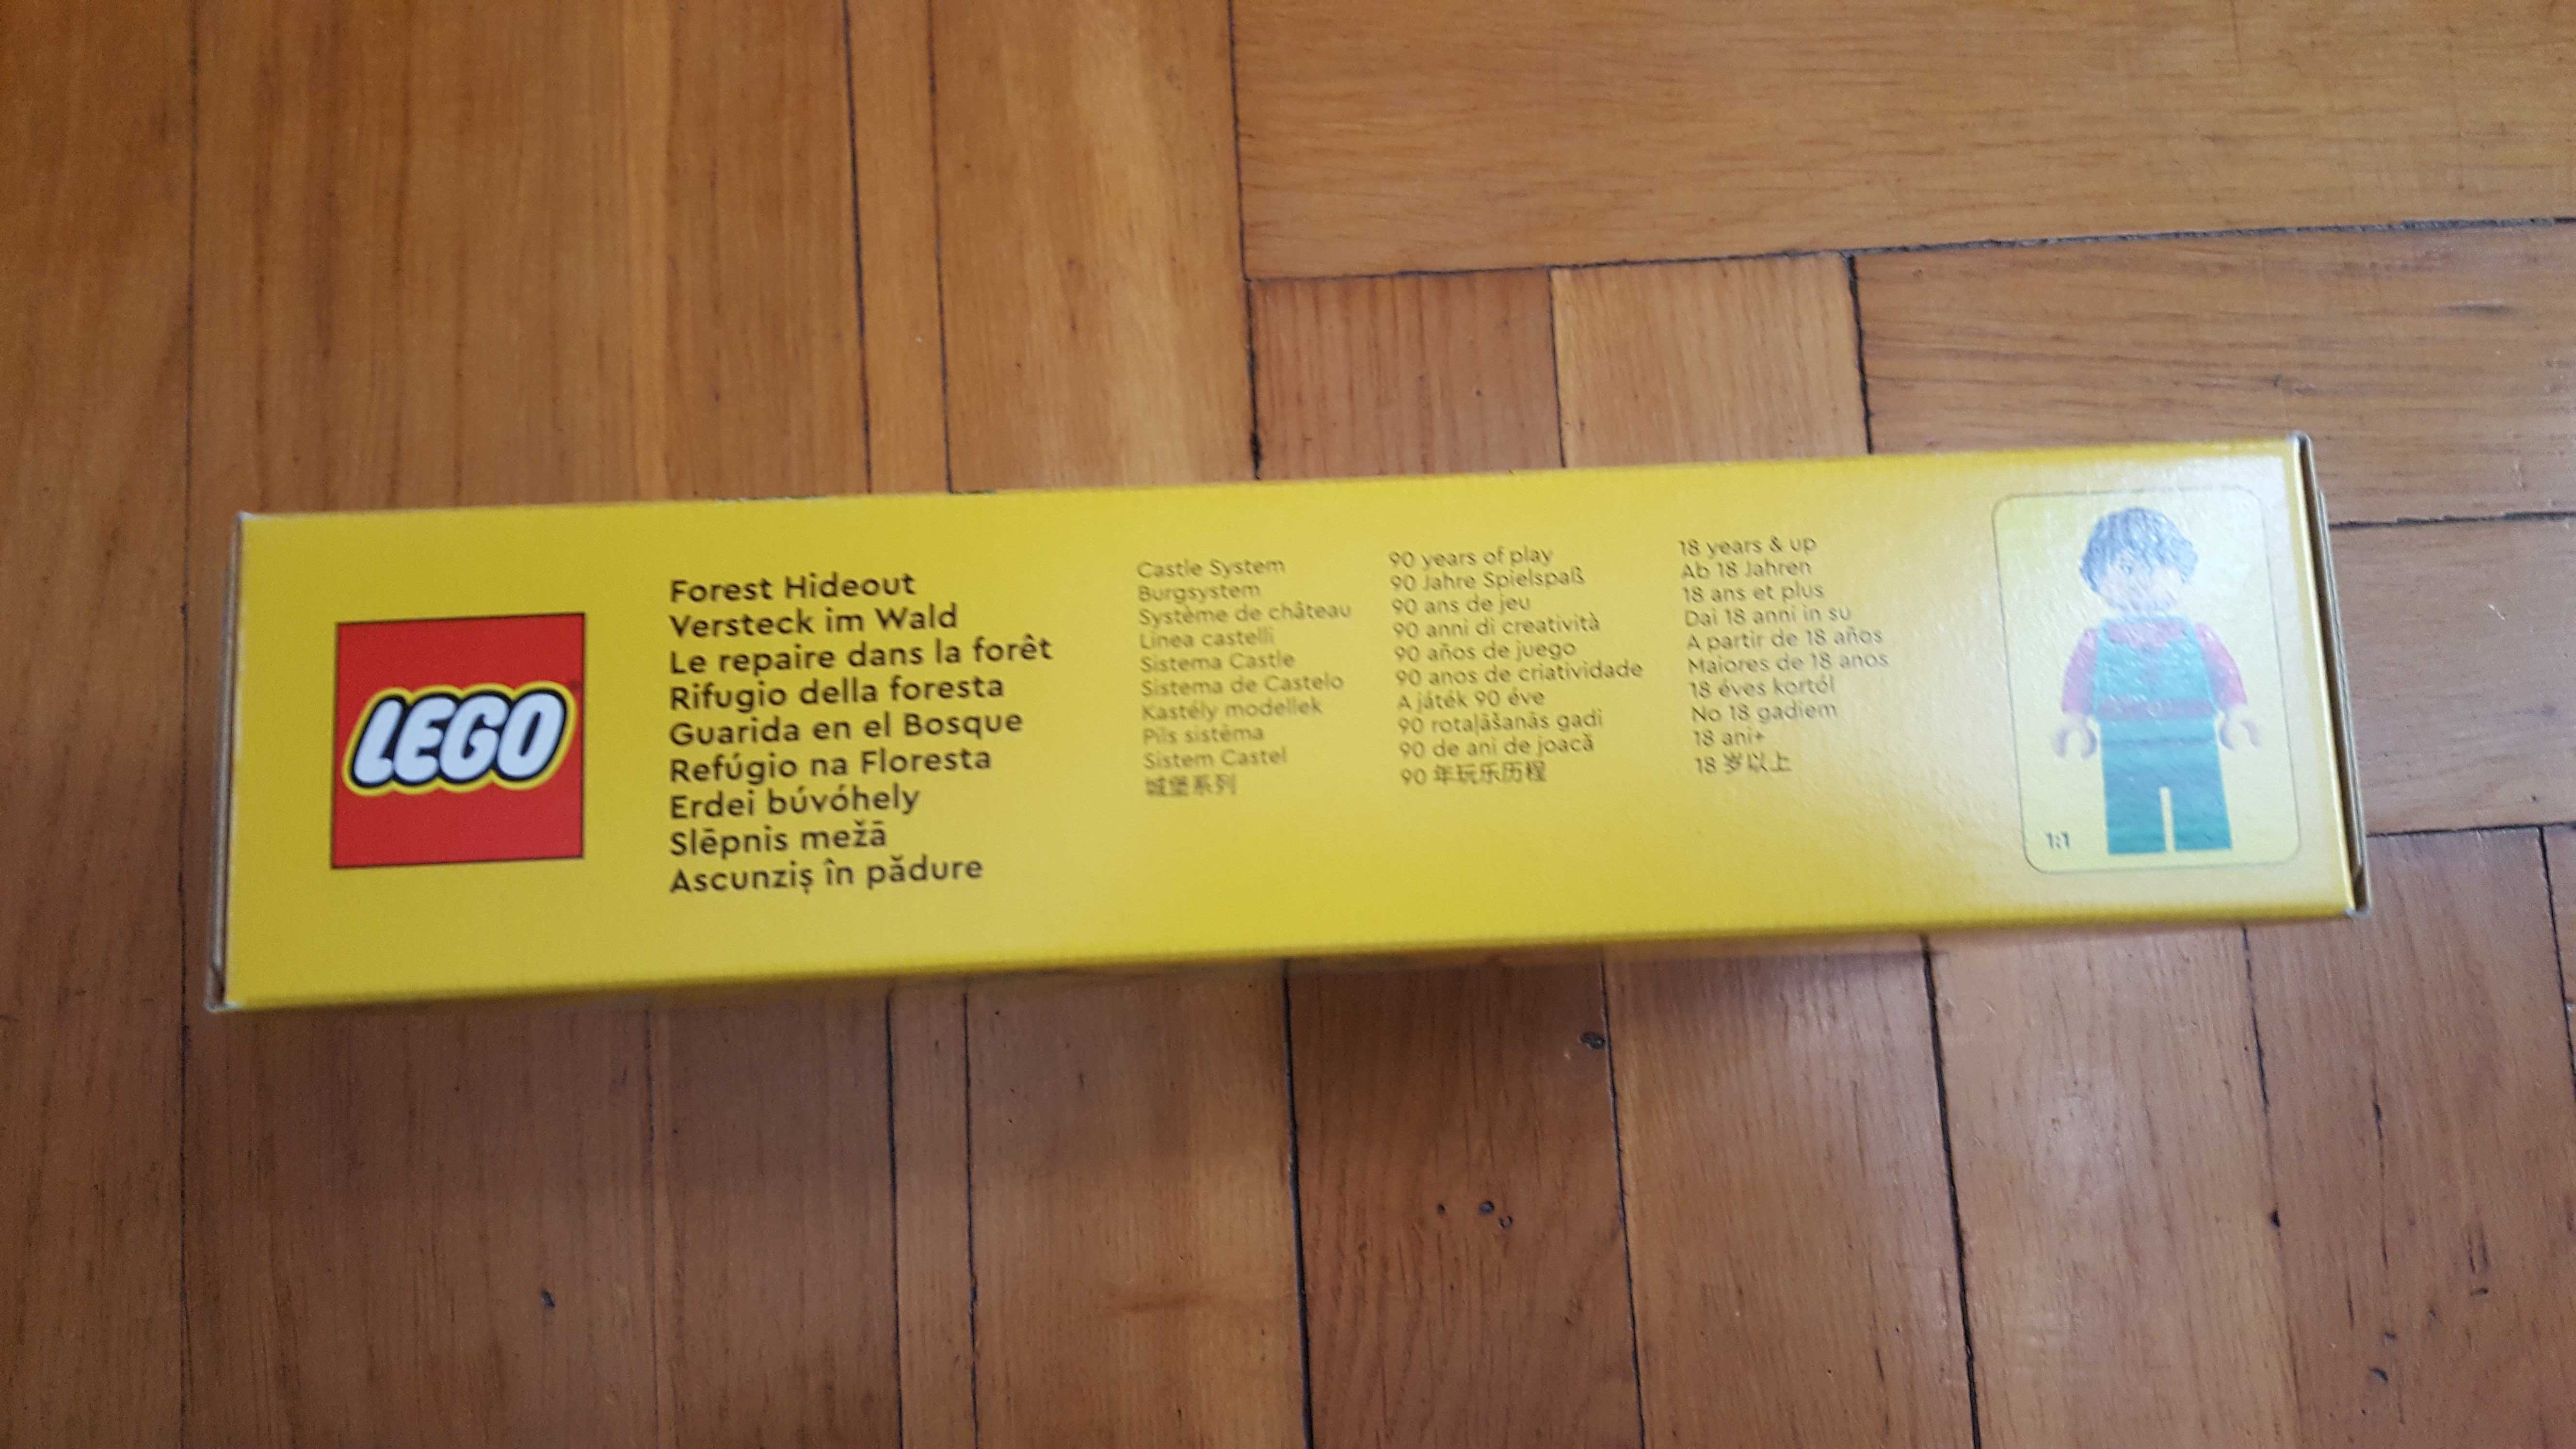 LEGO
Forest Hideout
Versteck im Wald
Le repaire dans la forêt
Rifugio della foresta
Guarida en el Bosque
Refúgio na Floresta
Erdei búvóhely
Slēpnis mežā
Ascunziș în pădure
Castle System
Burgsystem
Système de château
Linea castelli
Sistema Castle
Sistema de Castelo
Kastély modellek
Pils sistēma
Sistem Castel
城堡系列
90 years of play
90 Jahre Spielspaß
90 ans de jeu
90 anni di creatività
90 años de juego
90 anos de criatividade
A játék 90 éve
90 rotaļāšanās gadi
90 de ani de joacă
90 年玩乐历程
18 years & up
Ab 18 Jahren
18 ans et plus
Dai 18 anni in su
A partir de 18 años
Maiores de 18 anos
18 éves kortól
No 18 gadiem
18 ani+
18 岁以上
1:1